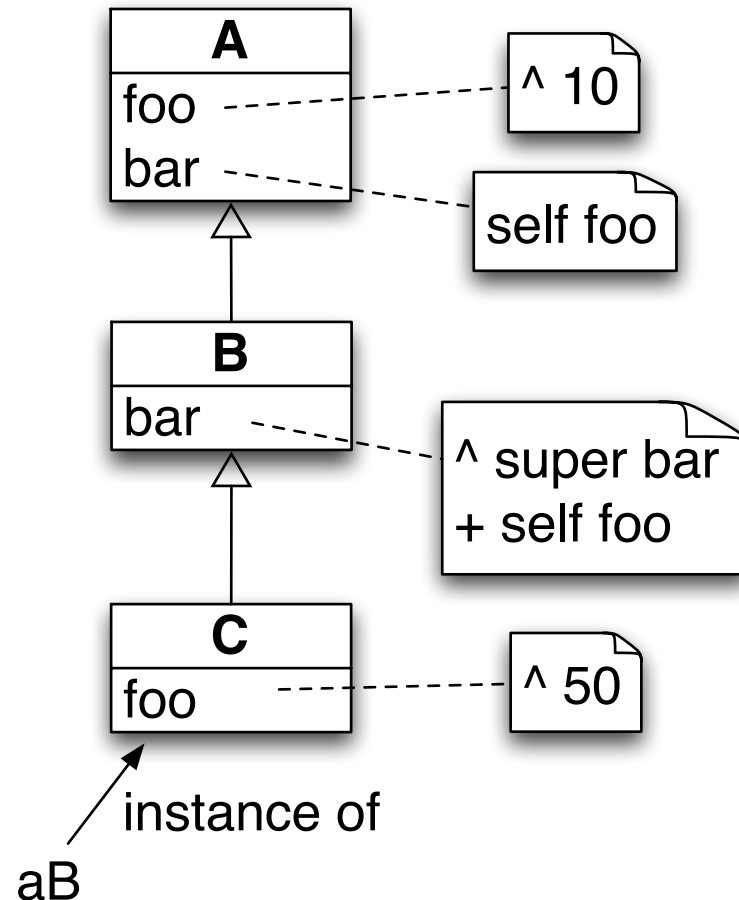 A
foo
bar
^ 10
self foo
B
bar
^ super bar
+ self foo
C
foo
^ 50
instance of
aB